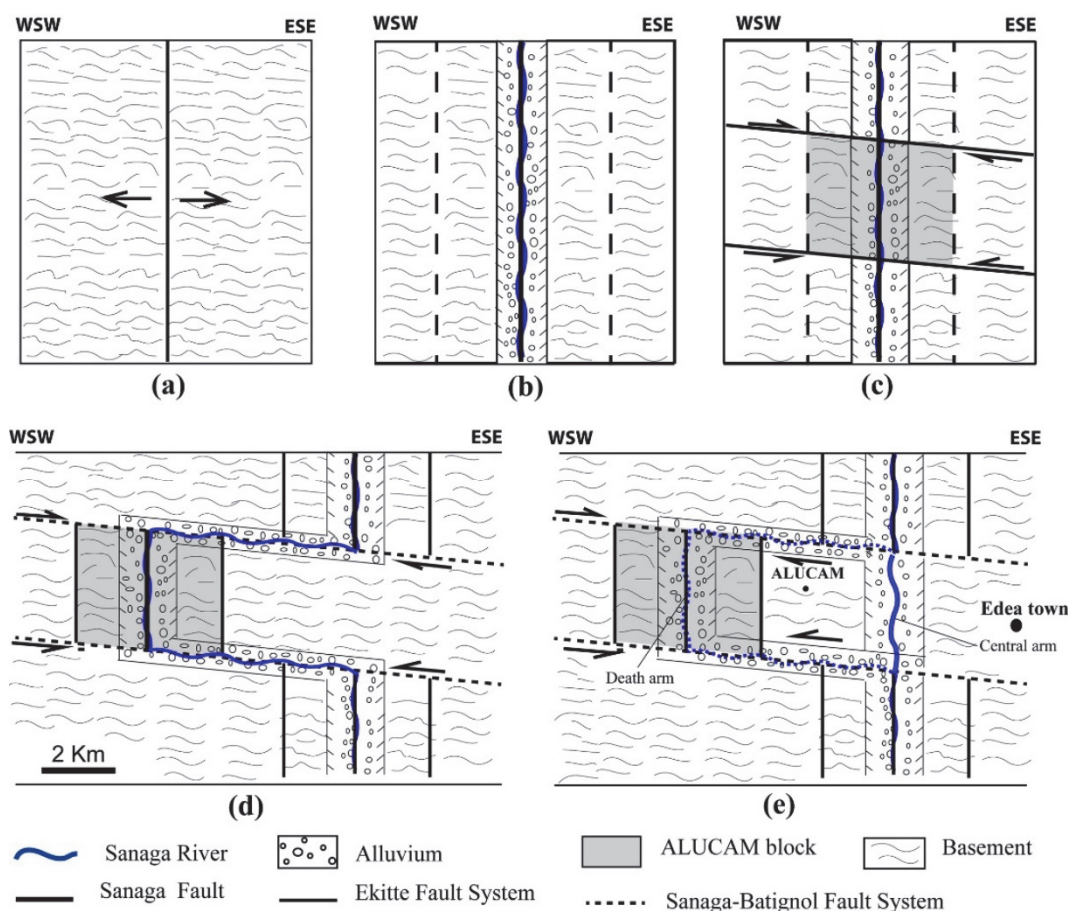 WSW ESE
WSW ESE
WSW ESE
(a)
(b)
(c)
WSW ESE
WSW ESE
ALUCAM
Edea town
Central arm
Death arm
2 Km
(d)
(e)
Sanaga River
Alluvium
ALUCAM block
Basement
Sanaga Fault
Ekitte Fault System
Sanaga-Batignol Fault System